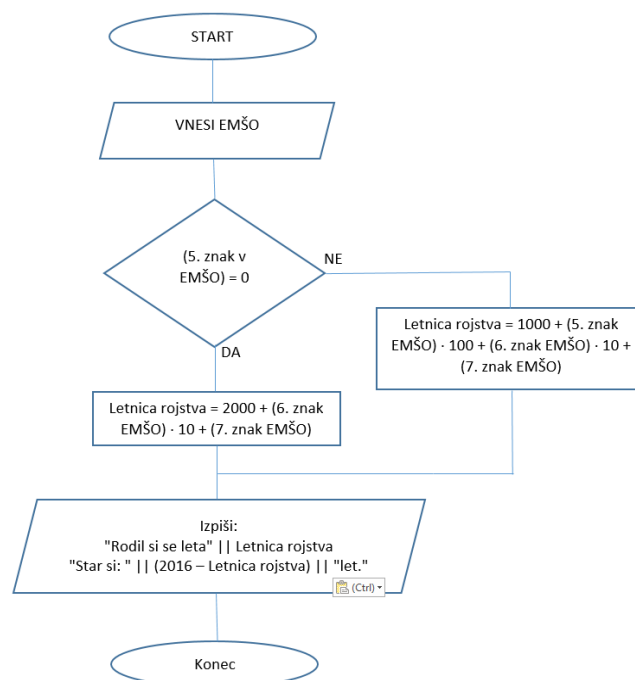 START
VNESI EMŠO
(5. znak v
EMŠO) = 0
NE
Letnica rojstva = 1000 + (5. znak
EMŠO) · 100 + (6. znak EMŠO) · 10 +
(7. znak EMŠO)
DA
Letnica rojstva = 2000 + (6. znak
EMŠO) · 10 + (7. znak EMŠO)
Izpiši:
"Rodil si se leta" || Letnica rojstva
"Star si: " || (2016 – Letnica rojstva) || "let."
(Ctrl)
Konec